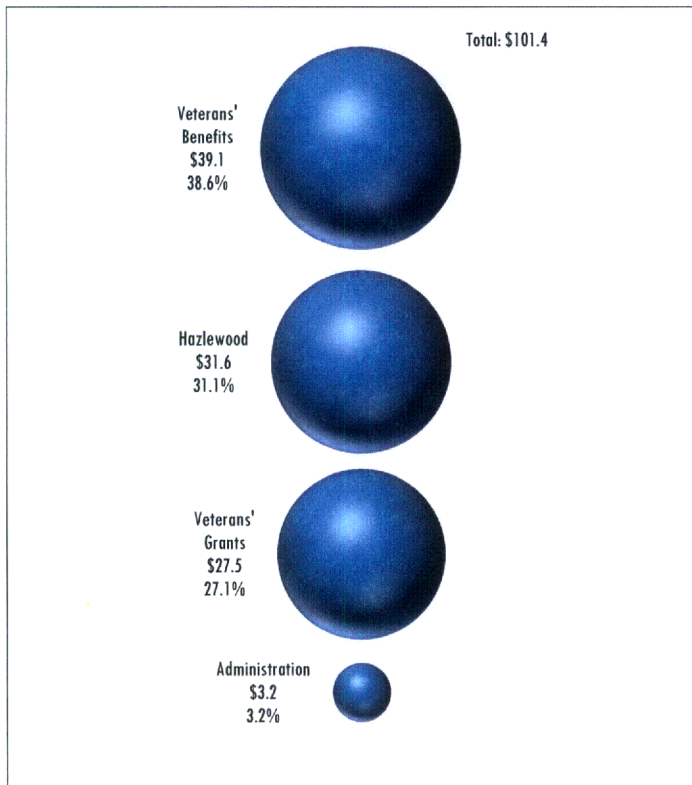 Total: $101.4
Veterans'
Benefits
$39.1
38.6%
Hazlewood
$31.6
31.1%
Veterans'
Grants
$27.5
27.1%
Administration
$3.2
3.2%